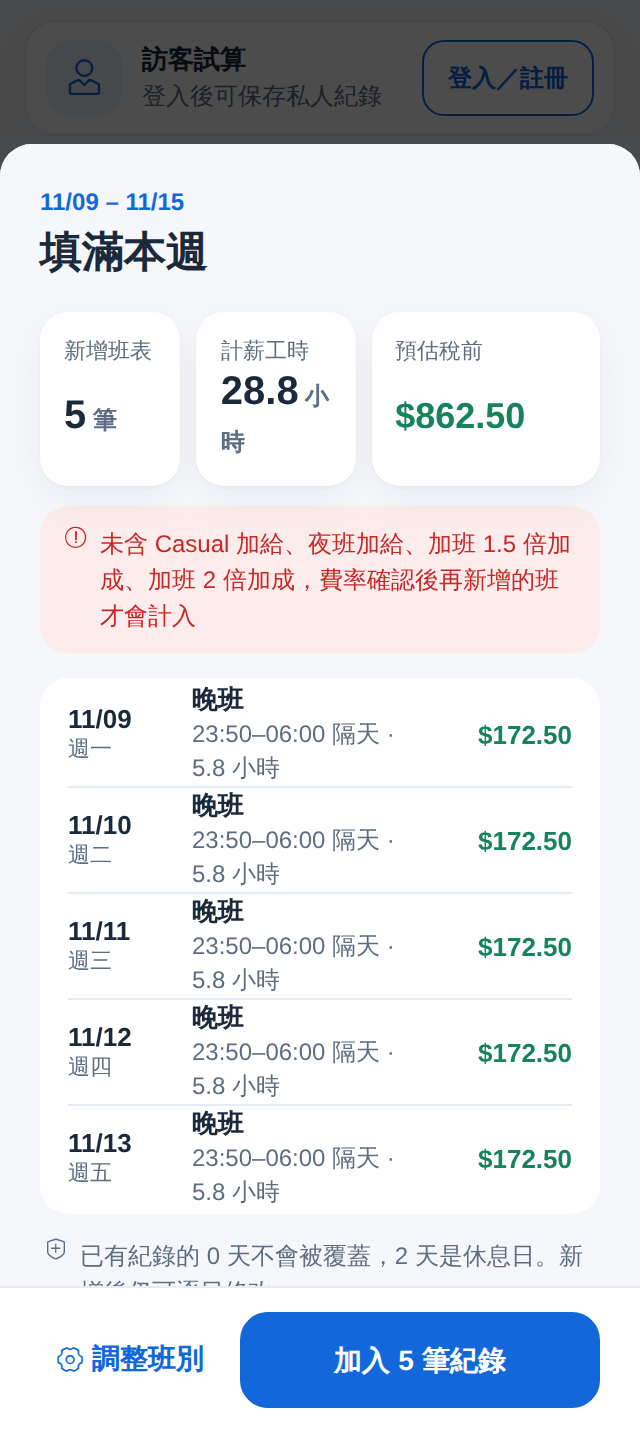 訪客試算
登入後可保存私人紀錄
登入／註冊
11/09 – 11/15
填滿本週
新增班表
5 筆
計薪工時
28.8 小
時
預估稅前
$862.50
未含 Casual 加給、夜班加給、加班 1.5 倍加
成、加班 2 倍加成，費率確認後再新增的班
才會計入
11/09
週一
晚班
23:50–06:00 隔天 ·
5.8 小時
$172.50
11/10
週二
晚班
23:50–06:00 隔天 ·
5.8 小時
$172.50
11/11
週三
晚班
23:50–06:00 隔天 ·
5.8 小時
$172.50
11/12
週四
晚班
23:50–06:00 隔天 ·
5.8 小時
$172.50
11/13
週五
晚班
23:50–06:00 隔天 ·
5.8 小時
$172.50
已有紀錄的 0 天不會被覆蓋，2 天是休息日。新
調整班別
加入 5 筆紀錄